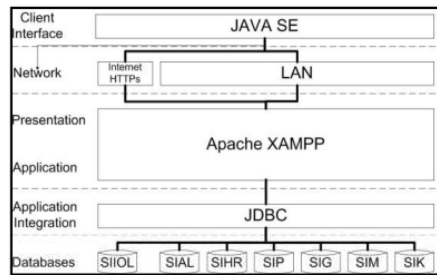 Client
Interface
JAVA SE
Network
Internet
HTTPs
LAN
Presentation
Apache XAMPP
Application
Application
Integration
JDBC
Databases
SIIOL
SIAL
SIHR
SIP
SIG
SIM
SIK